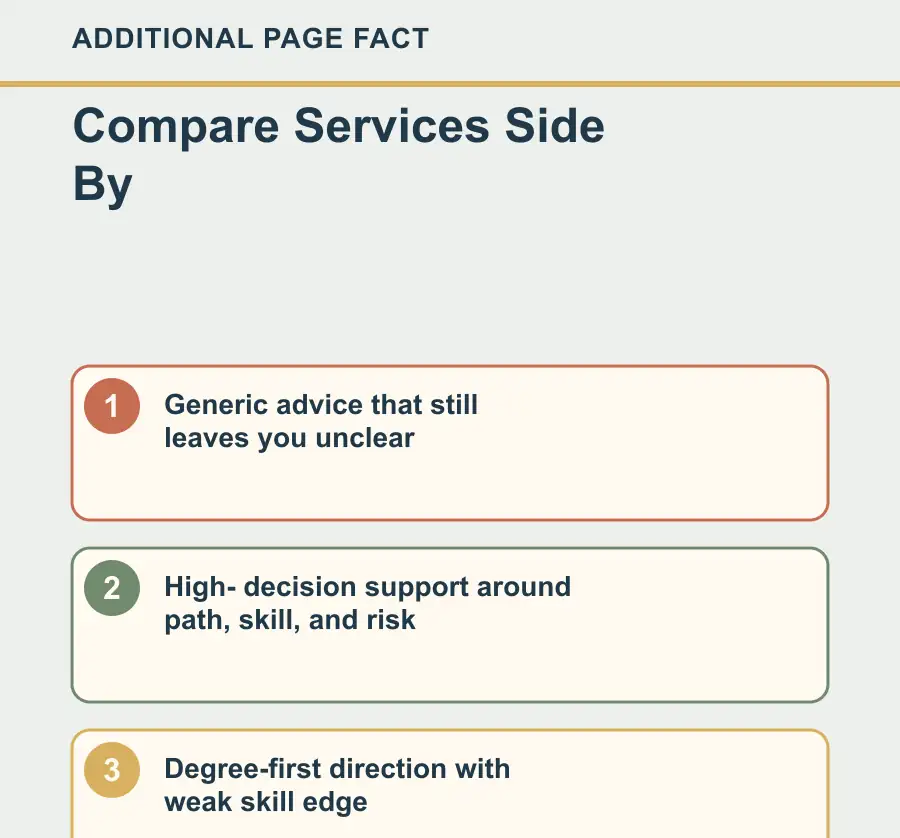 ADDITIONAL PAGE FACT
Compare Services Side
By
1
Generic advice that still
leaves you unclear
2
High- decision support around
path, skill, and risk
3
Degree-first direction with
weak skill edge